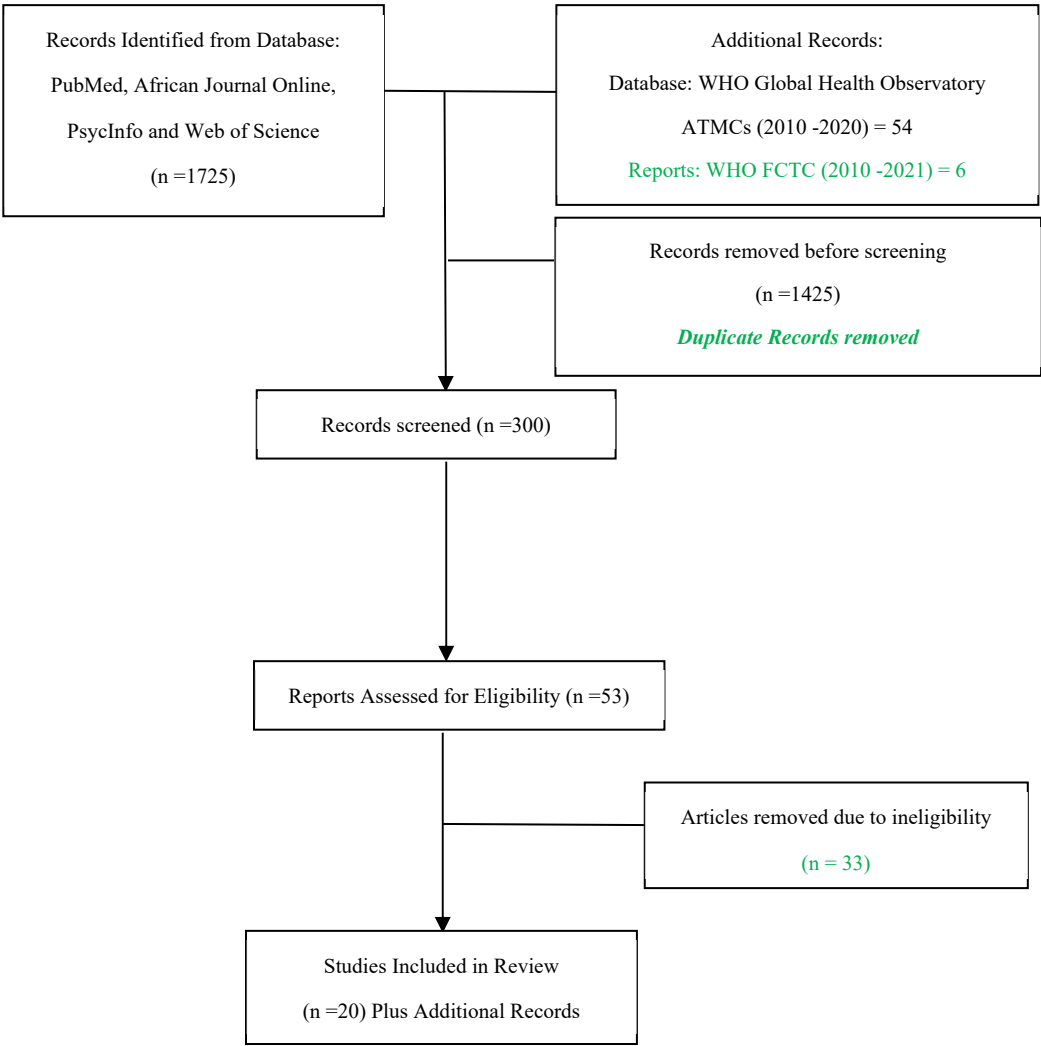 Records Identified from Database:
PubMed, African Journal Online,
PsycInfo and Web of Science
(n =1725)
Additional Records:
Database: WHO Global Health Observatory
ATMCs (2010 -2020) = 54
Reports: WHO FCTC (2010 -2021) = 6
Records removed before screening
(n =1425)
Duplicate Records removed
Records screened (n =300)
Reports Assessed for Eligibility (n =53)
Articles removed due to ineligibility
(n = 33)
Studies Included in Review
(n =20) Plus Additional Records